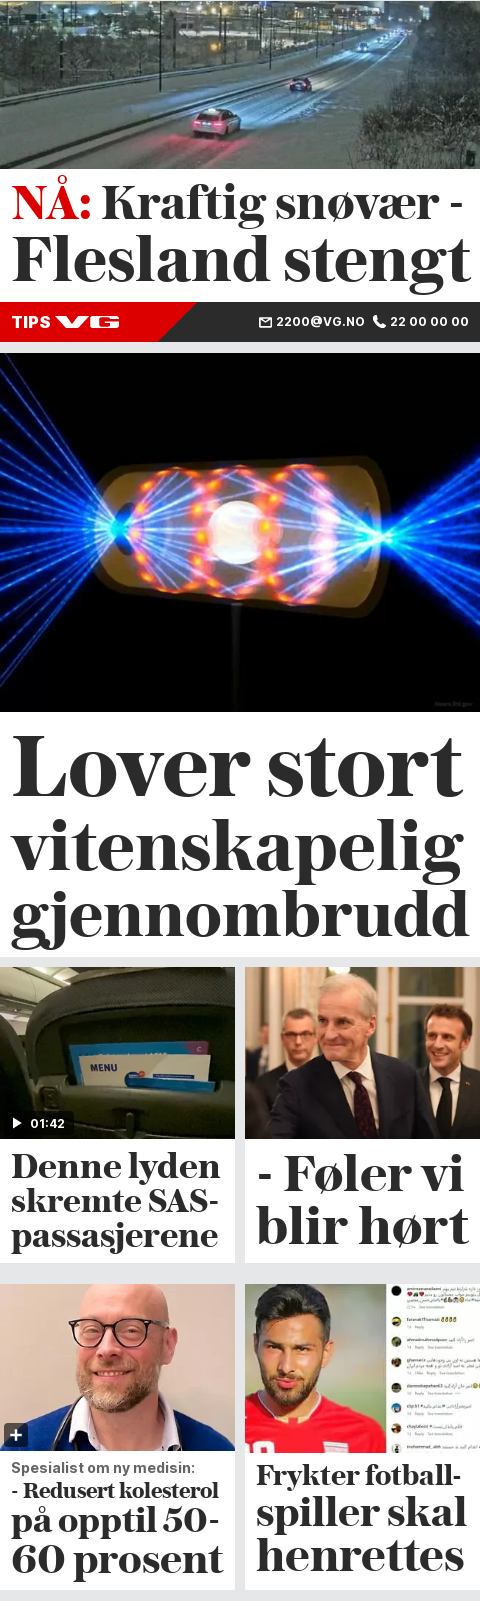 NÅ: Kraftig snøvær -
Flesland stengt
TIPS VG
2200@VG.NO 22 00 00 00
Lover stort
vitenskapelig
gjennombrudd
MENU
01:42
Denne lyden
skremte SAS-
passasjerene
- Føler vi
blir hørt
Spesialist om ny medisin:
- Redusert kolesterol
på opptil 50-
60 prosent
Frykter fotball-
spiller skal
henrettes